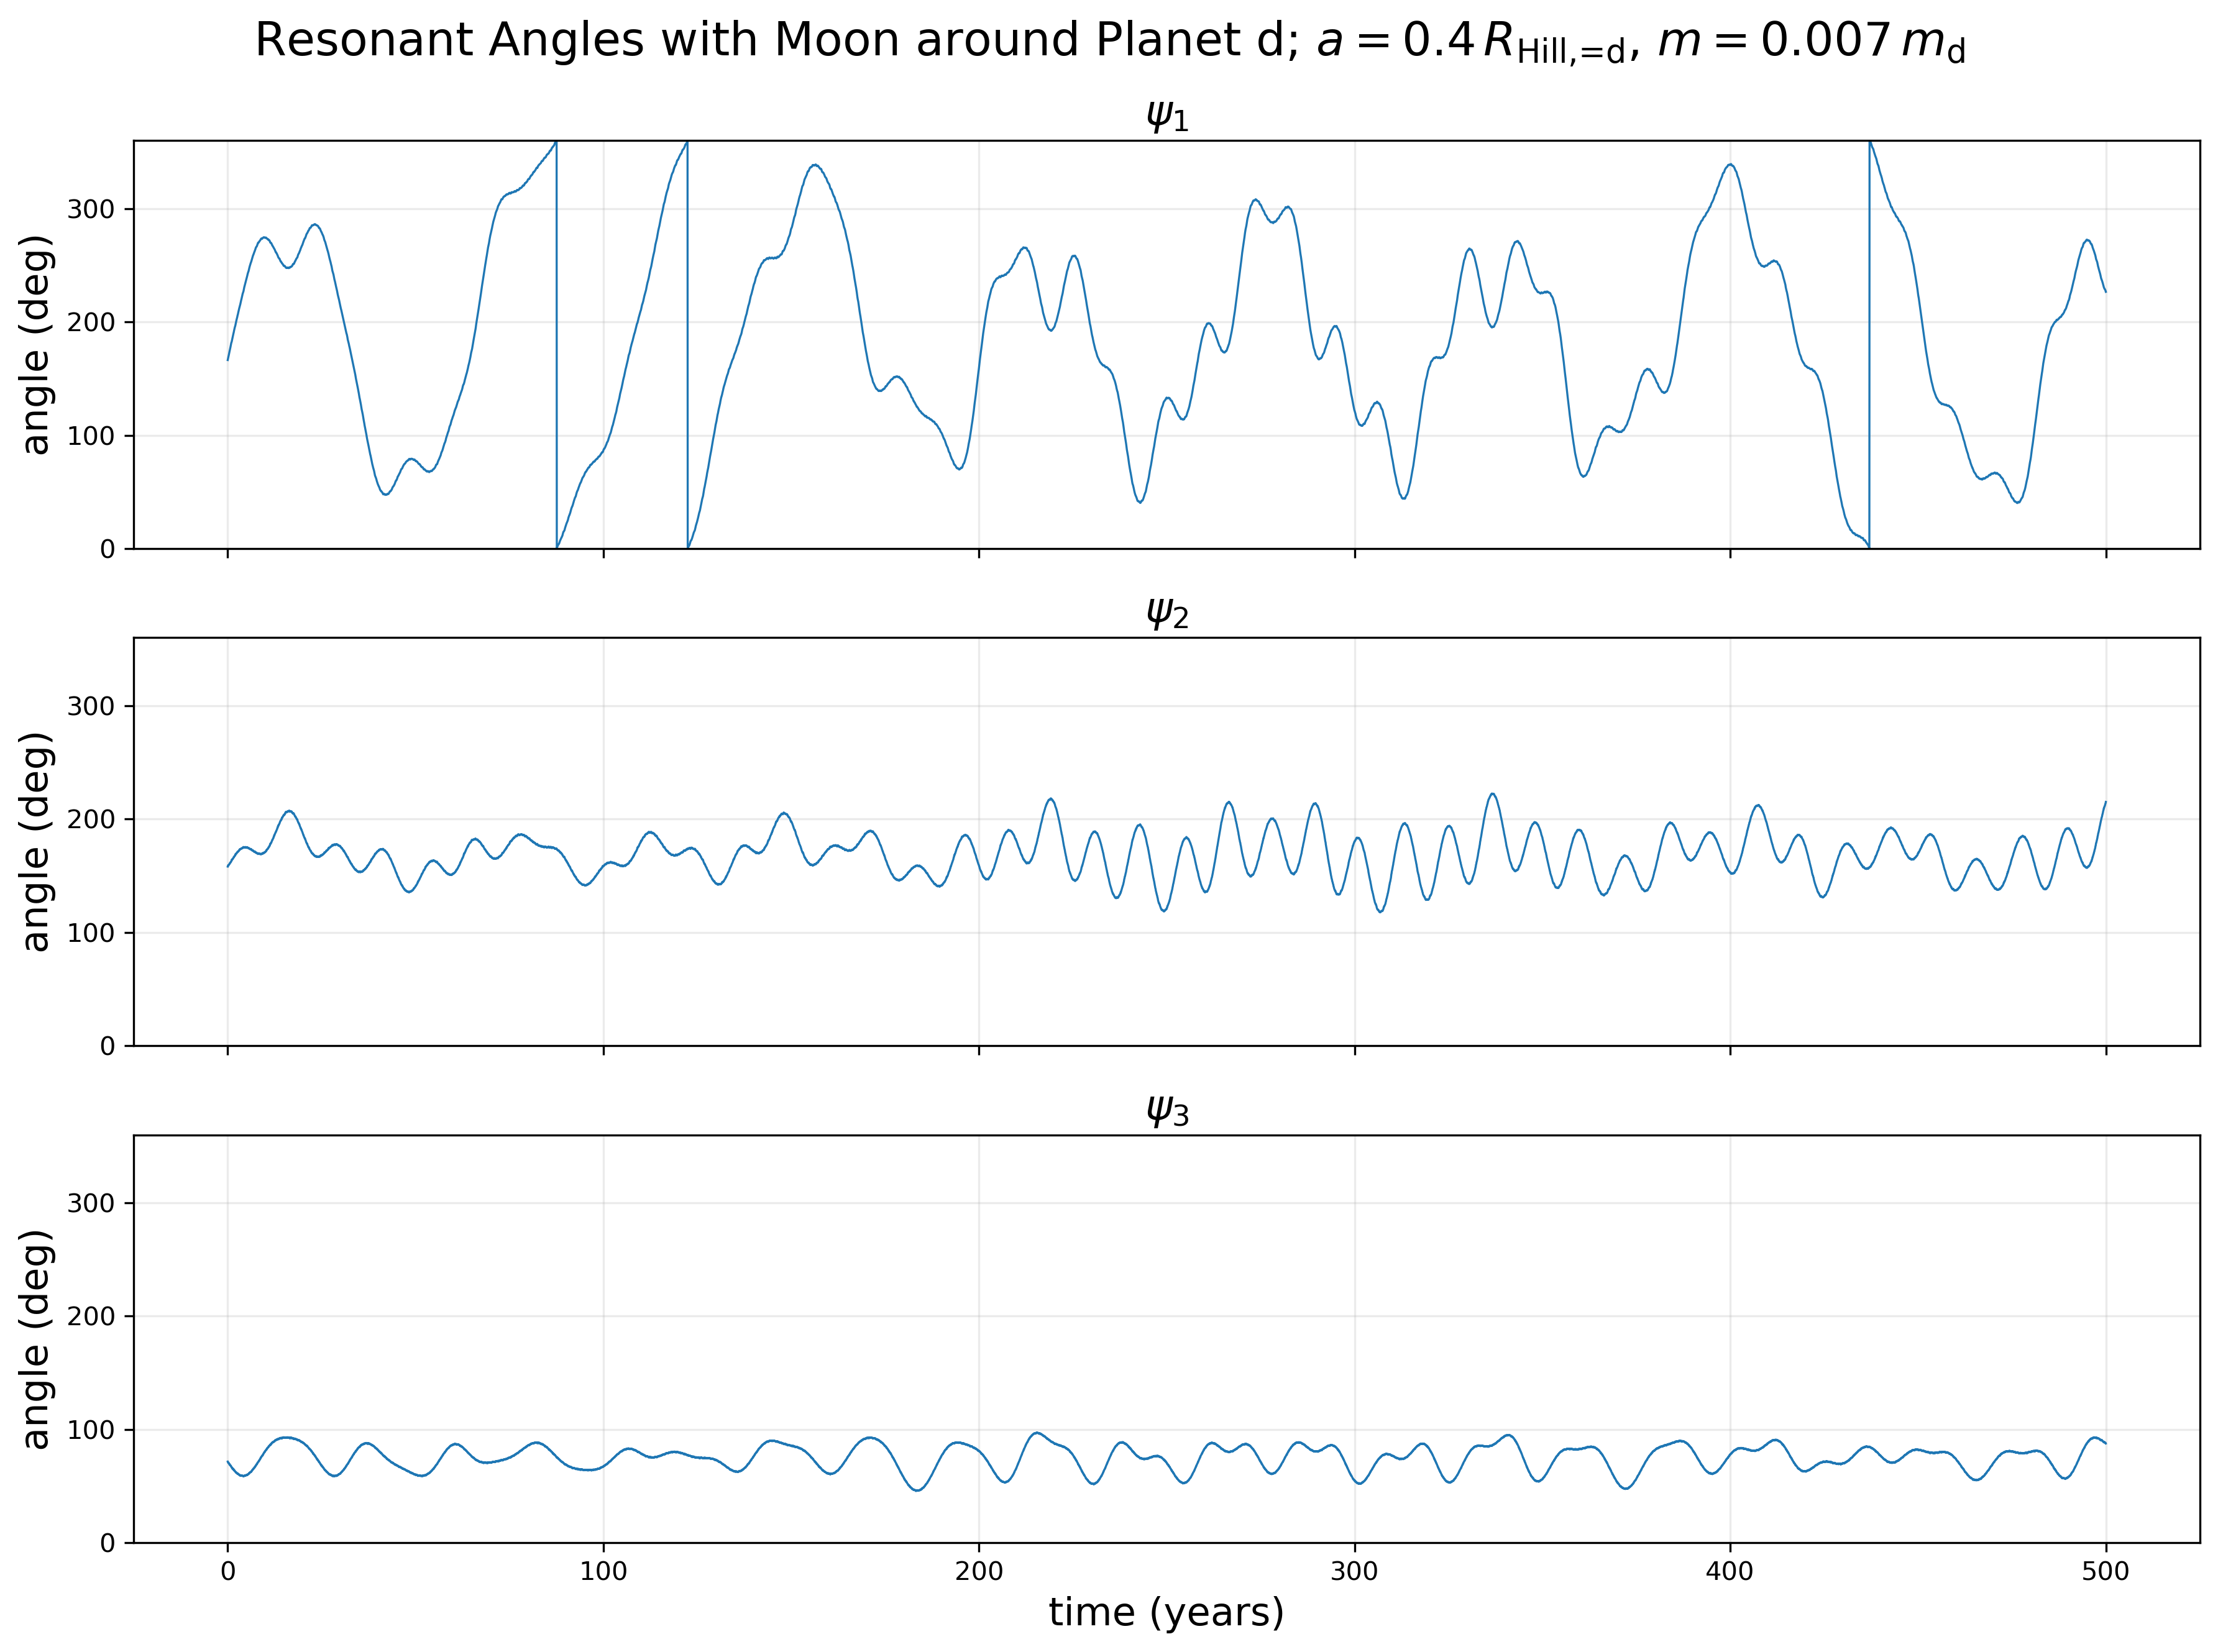 Resonant Angles with Moon around Planet d; a = 0.4 R_Hill,=d, m = 0.007 m_d
ψ₁
angle (deg)
300
200
100
0
ψ₂
angle (deg)
300
200
100
0
ψ₃
angle (deg)
300
200
100
0
0 100 200 300 400 500
time (years)